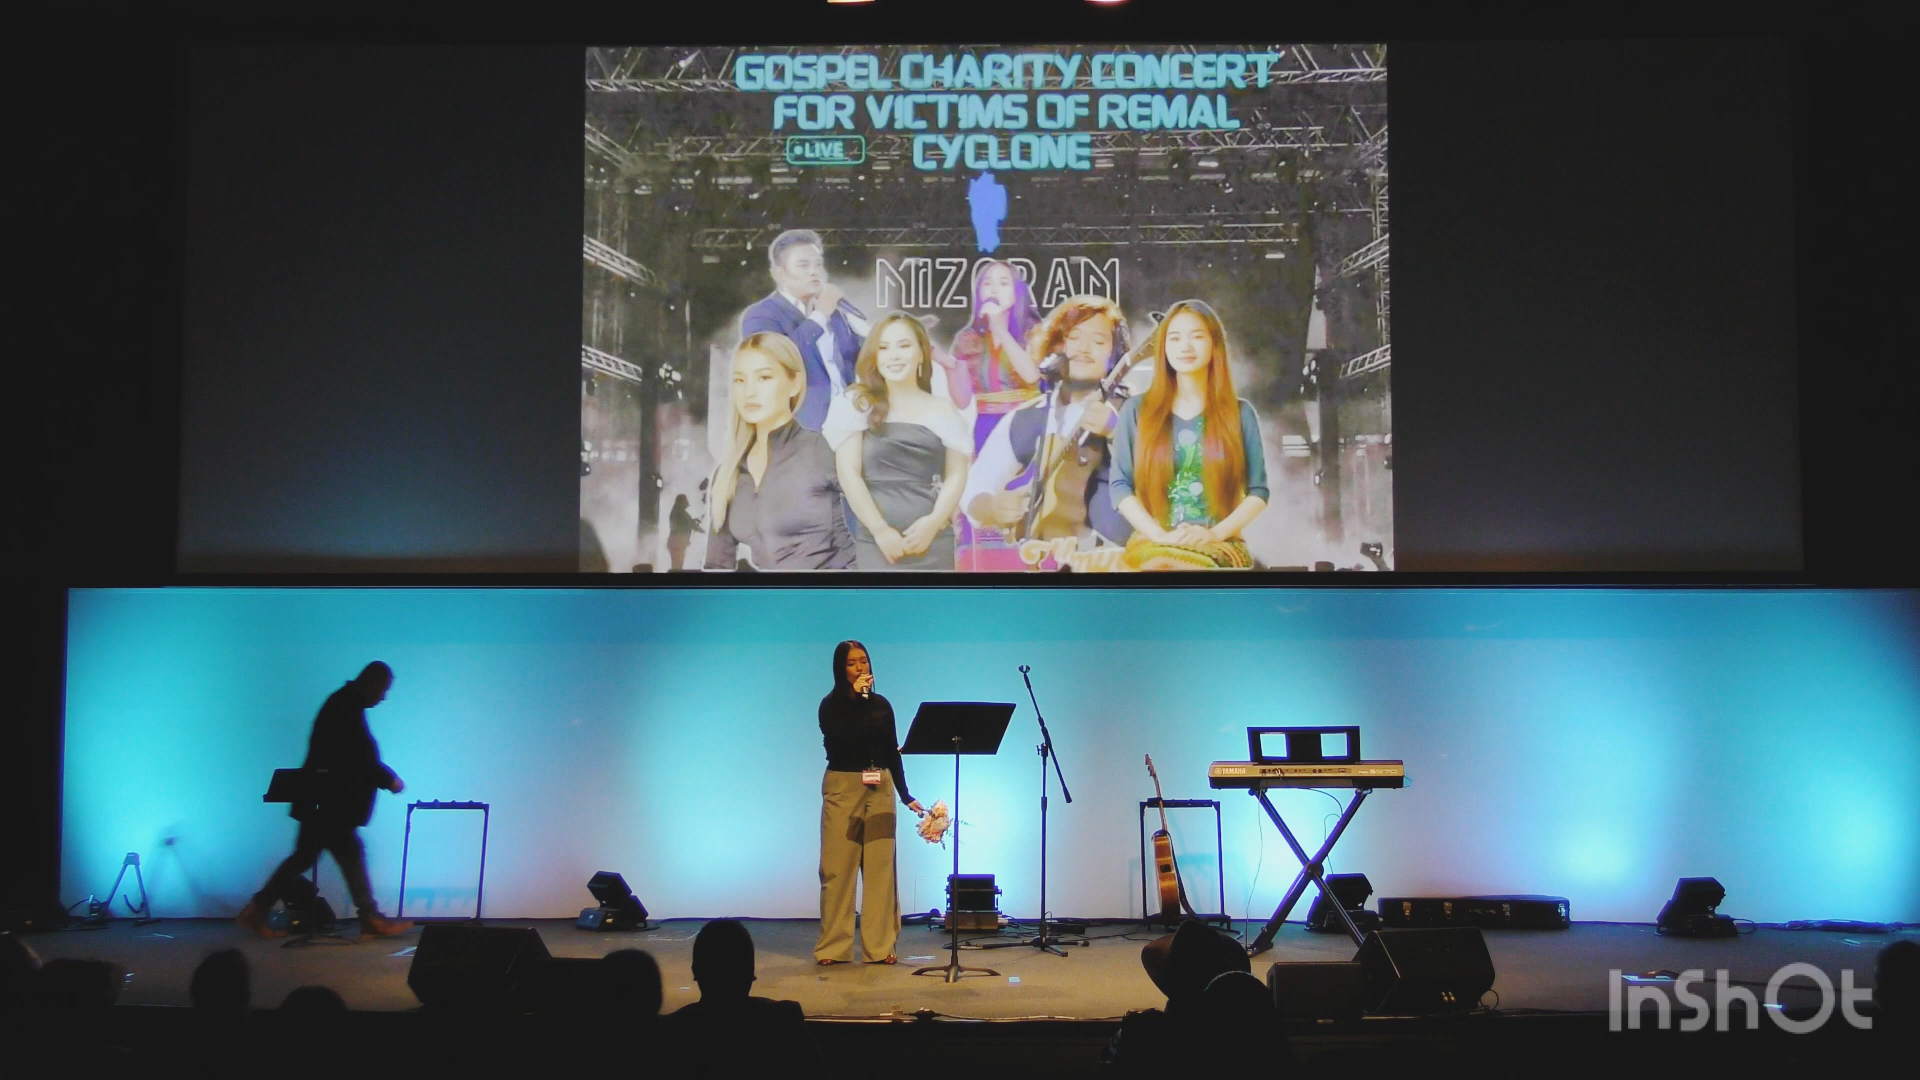 GOSPEL CHARITY CONCERT
FOR VICTIMS OF REMAL
CYCLONE
LIVE
MIZORAM
YAMAHA
InShOt